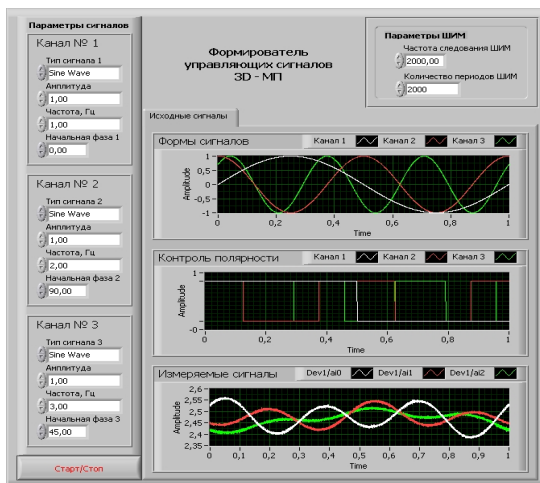 Параметры сигналов
Канал № 1
Тип сигнала 1
Sine Wave
Амплитуда
1,00
Частота, Гц
1,00
Начальная фаза 1
0,00
Канал № 2
Тип сигнала 2
Sine Wave
Амплитуда
1,00
Частота, Гц
2,00
Начальная фаза 2
90,00
Канал № 3
Тип сигнала 3
Sine Wave
Амплитуда
1,00
Частота, Гц
3,00
Начальная фаза 3
45,00
Старт/Стоп
Формирователь
управляющих сигналов
3D - МП
Параметры ШИМ
Частота следования ШИМ
2000,00
Количество периодов ШИМ
2000
Исходные сигналы
Формы сигналов Канал 1 Канал 2 Канал 3
Amplitude
1
0,5
0
-0,5
-1
0 0,2 0,4 0,6 0,8 1
Time
Контроль полярности Канал 1 Канал 2 Канал 3
Amplitude
1
-0
0 0,2 0,4 0,6 0,8 1
Time
Измеряемые сигналы Dev1/ai0 Dev1/ai1 Dev1/ai2
Amplitude
2,6
2,55
2,5
2,45
2,4
2,35
0 0,1 0,2 0,3 0,4 0,5 0,6 0,7 0,8 0,9 1
Time